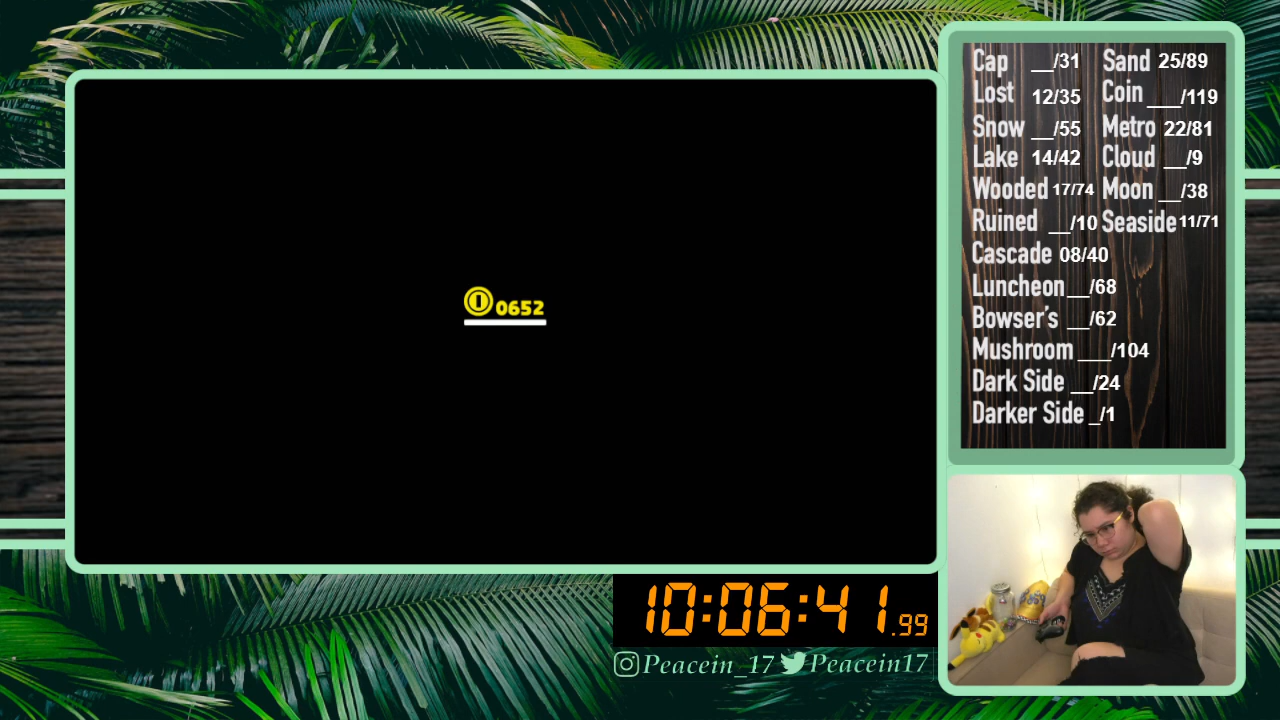 0652
Cap __/31 Sand 25/89
Lost 12/35 Coin ___/119
Snow __/55 Metro 22/81
Lake 14/42 Cloud __/9
Wooded 17/74 Moon __/38
Ruined __/10 Seaside 11/71
Cascade 08/40
Luncheon __/68
Bowser's __/62
Mushroom ___/104
Dark Side __/24
Darker Side _/1
10:06:41.99
Peacein_17 Peacein17